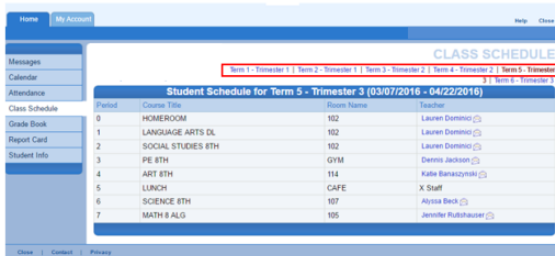 Home My Account Help Close
CLASS SCHEDULE
Messages
Calendar
Attendance
Class Schedule
Grade Book
Report Card
Student Info
Term 1 - Trimester 1 | Term 2 - Trimester 1 | Term 3 - Trimester 2 | Term 4 - Trimester 2 | Term 5 - Trimester
3 | Term 6 - Trimester 3
Student Schedule for Term 5 - Trimester 3 (03/07/2016 - 04/22/2016)
Period Course Title Room Name Teacher
0 HOMEROOM 102 Lauren Dominici
1 LANGUAGE ARTS DL 102 Lauren Dominici
2 SOCIAL STUDIES 8TH 102 Lauren Dominici
3 PE 8TH GYM Dennis Jackson
4 ART 8TH 114 Katie Banaszynski
5 LUNCH CAFE X Staff
6 SCIENCE 8TH 107 Alyssa Beck
7 MATH 8 ALG 105 Jennifer Rutishauser
Close | Contact | Privacy